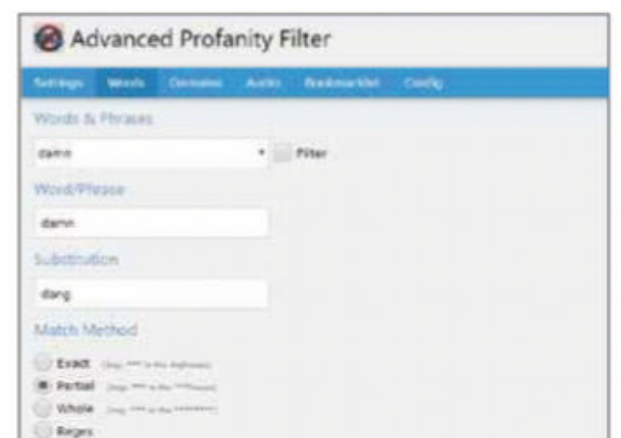 Advanced Profanity Filter
Settings Words Domains Audio Bookmarklet Config
Words & Phrases
damn Filter
Word/Phrase
damn
Substitution
dang
Match Method
Exact
Partial
Whole
Regex